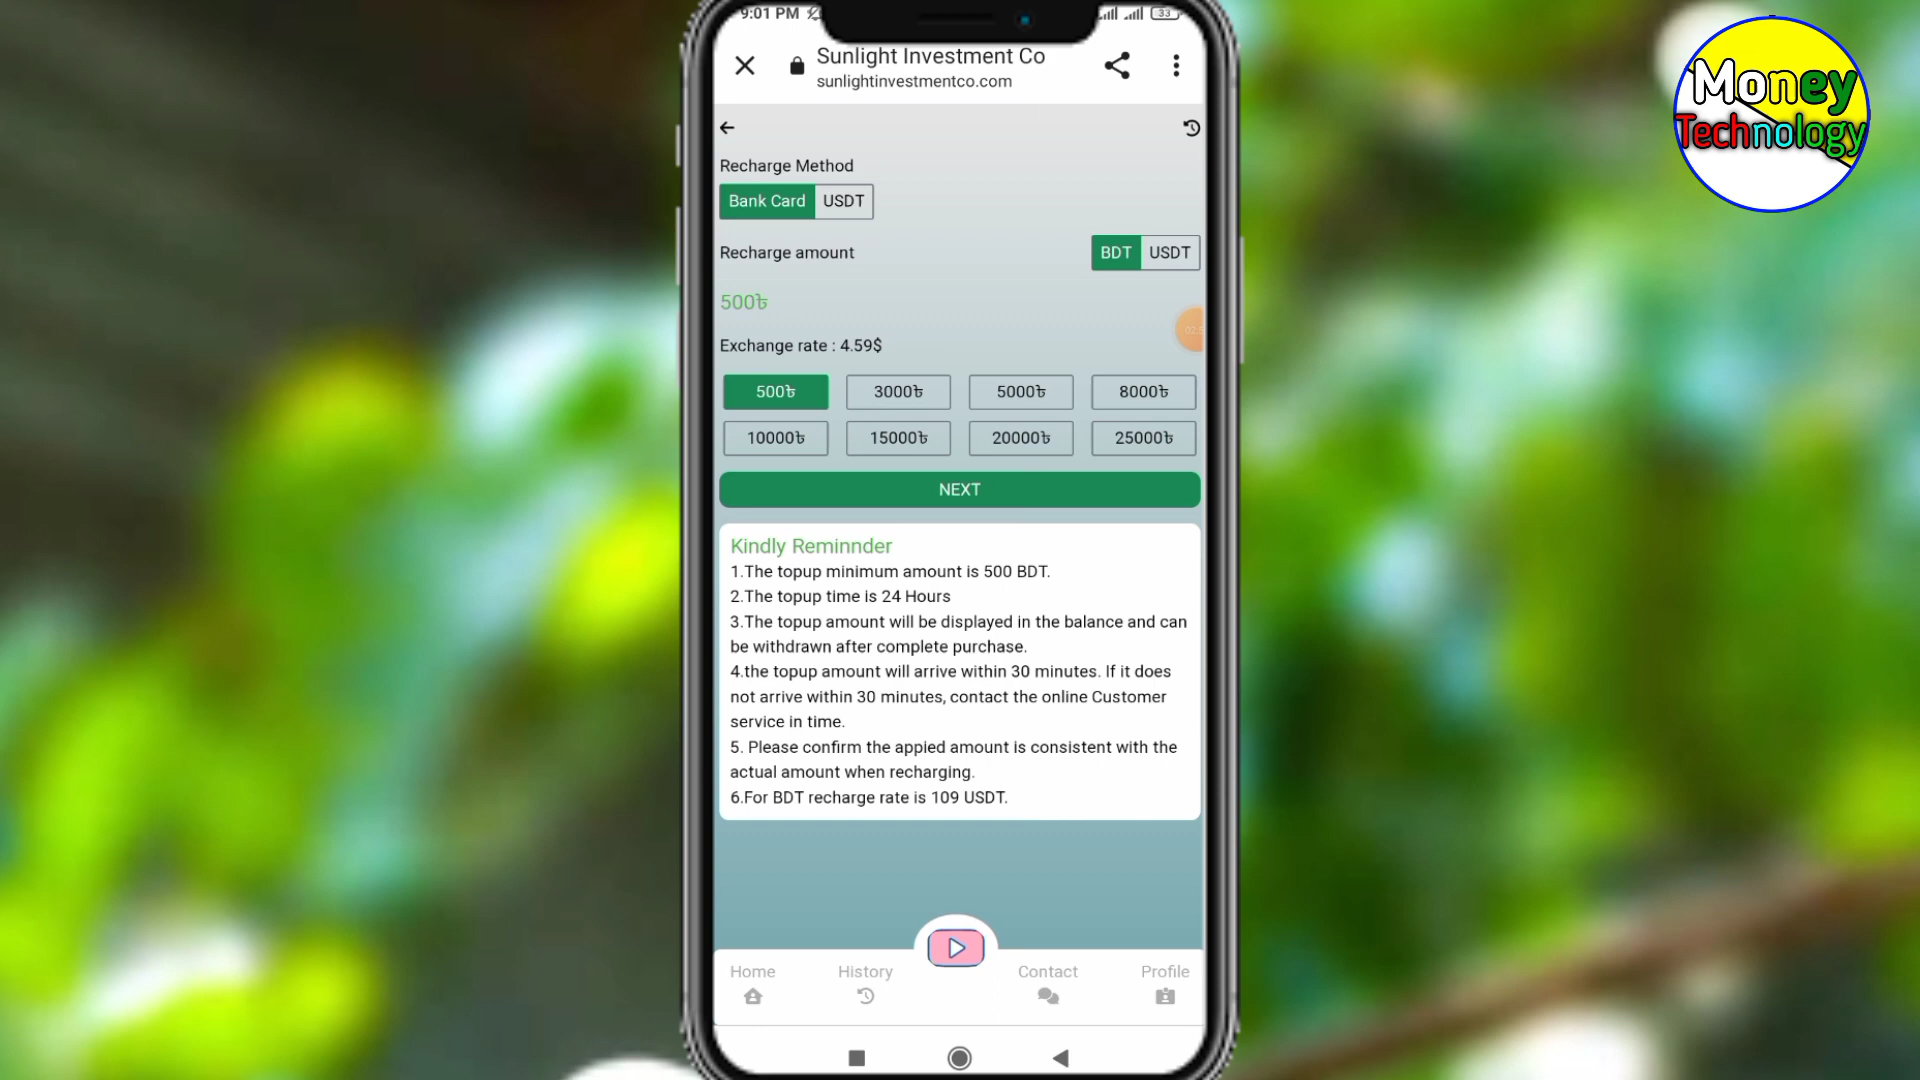 9:01 PM
33
Sunlight Investment Co
sunlightinvestmentco.com
Money
Technology
Recharge Method
Bank Card USDT
Recharge amount
BDT USDT
500৳
Exchange rate : 4.59$
500৳ 3000৳ 5000৳ 8000৳
10000৳ 15000৳ 20000৳ 25000৳
NEXT
Kindly Reminnder
1.The topup minimum amount is 500 BDT.
2.The topup time is 24 Hours
3.The topup amount will be displayed in the balance and can
be withdrawn after complete purchase.
4.the topup amount will arrive within 30 minutes. If it does
not arrive within 30 minutes, contact the online Customer
service in time.
5. Please confirm the appied amount is consistent with the
actual amount when recharging.
6.For BDT recharge rate is 109 USDT.
Home History Contact Profile